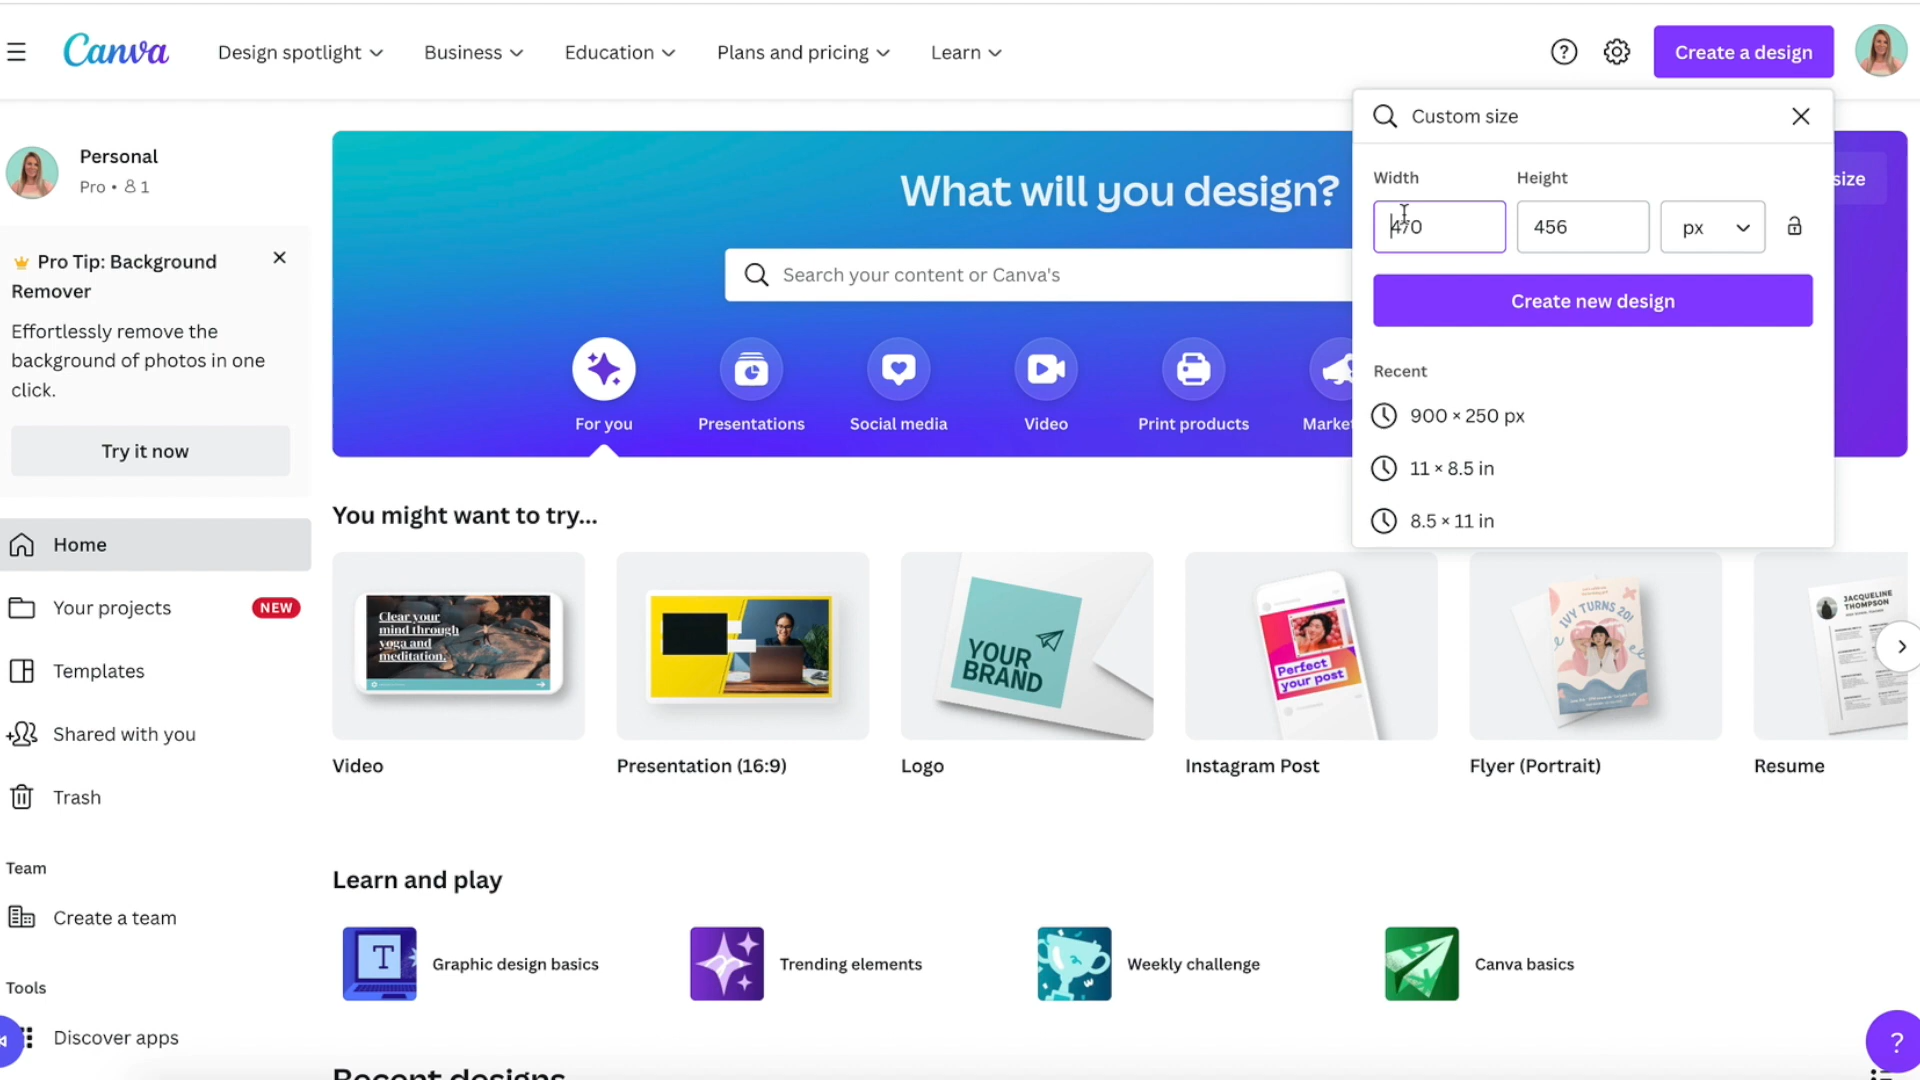 Canva
Design spotlight
Business
Education
Plans and pricing
Learn
Create a design
Custom size
Width
Height
470
456
px
Create new design
Recent
900 × 250 px
11 × 8.5 in
8.5 × 11 in
Personal
Pro • 1
Pro Tip: Background
Remover
Effortlessly remove the
background of photos in one
click.
Try it now
Home
Your projects
NEW
Templates
Shared with you
Trash
Team
Create a team
Tools
Discover apps
What will you design?
size
Search your content or Canva's
For you
Presentations
Social media
Video
Print products
Market
You might want to try...
Clear your
mind through
yoga and
meditation.
YOUR
BRAND
Perfect
your post
IVY TURNS 20!
JACQUELINE
THOMPSON
Video
Presentation (16:9)
Logo
Instagram Post
Flyer (Portrait)
Resume
Learn and play
T
Graphic design basics
Trending elements
Weekly challenge
Canva basics
?
Recent designs